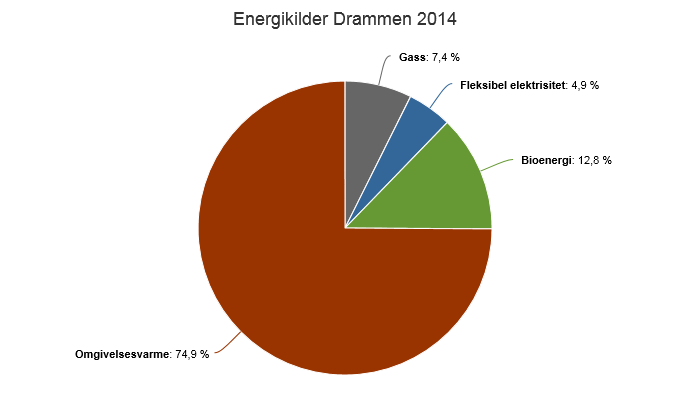 Energikilder Drammen 2014
Gass: 7,4 %
Fleksibel elektrisitet: 4,9 %
Bioenergi: 12,8 %
Omgivelsesvarme: 74,9 %